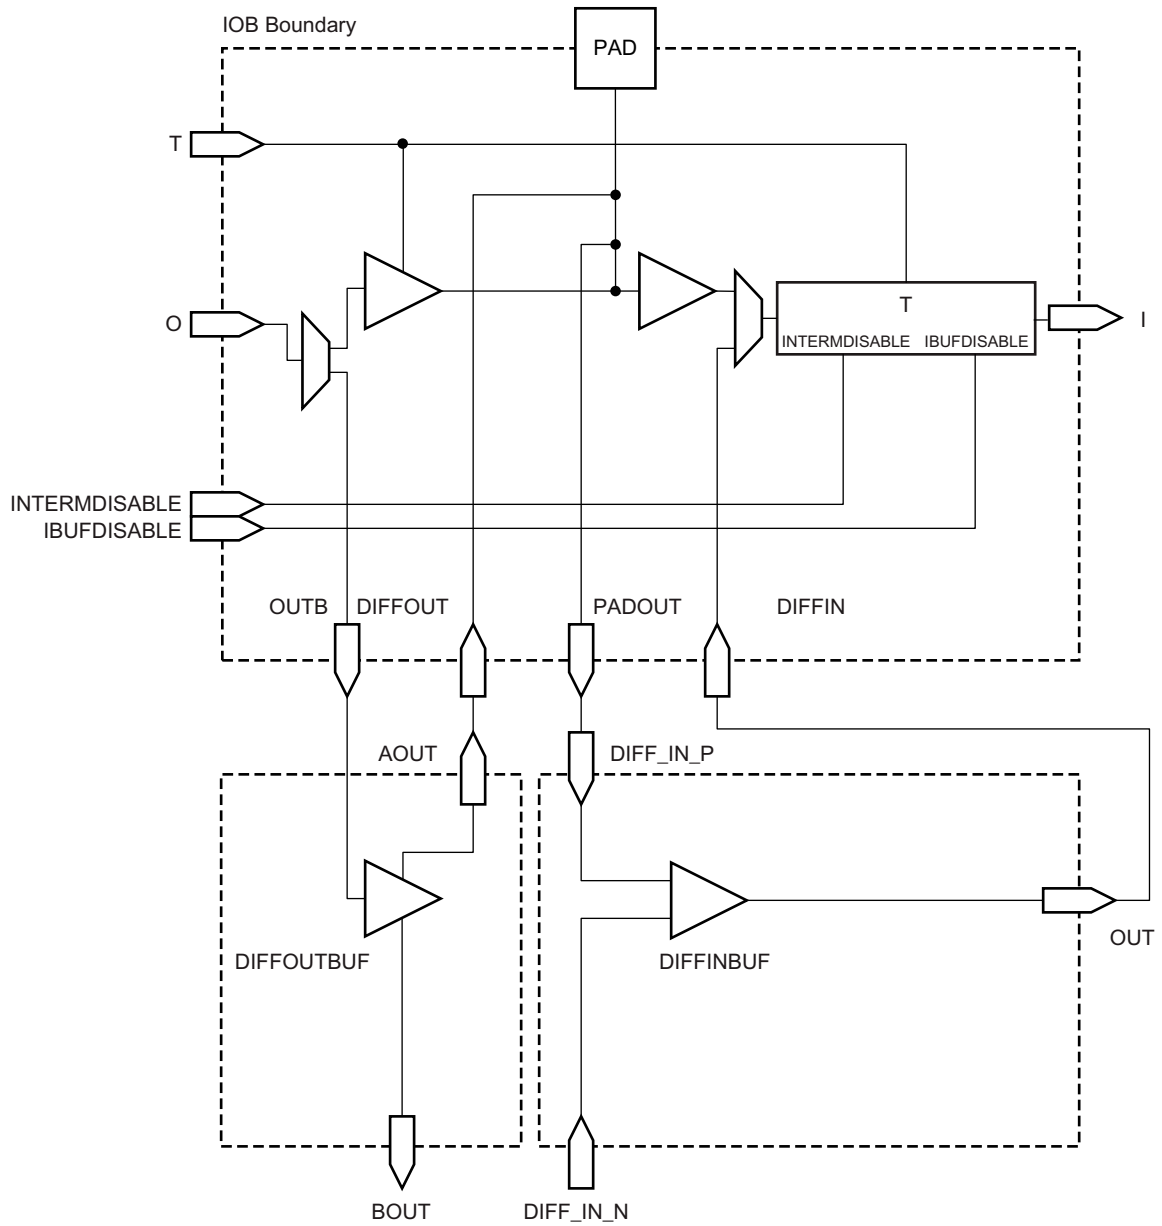 IOB Boundary
PAD
T
T
O
I
INTERMDISABLE IBUFDISABLE
INTERMDISABLE
IBUFDISABLE
OUTB DIFFOUT PADOUT DIFFIN
AOUT DIFF_IN_P
OUT
DIFFOUTBUF DIFFINBUF
BOUT DIFF_IN_N